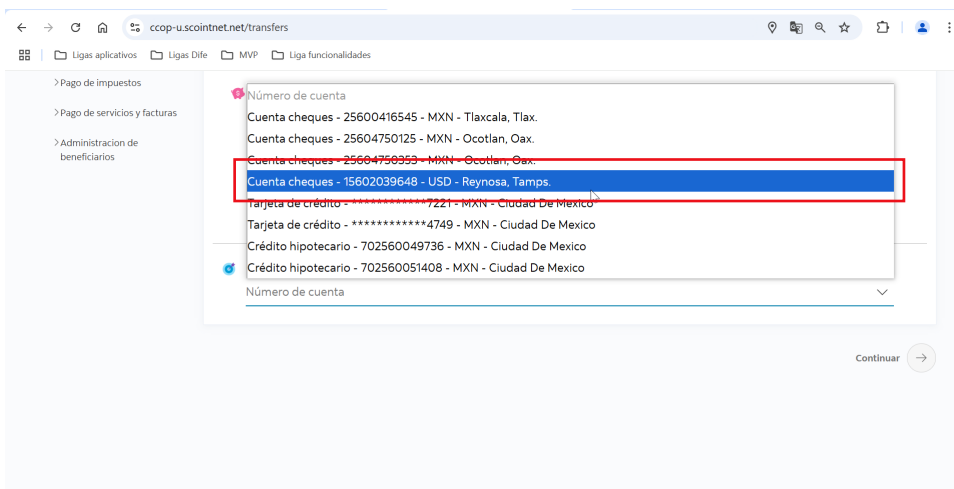 ccop-u.scointnet.net/transfers
Ligas aplicativos Ligas Dife MVP Liga funcionalidades
>Pago de impuestos
>Pago de servicios y facturas
>Administracion de
beneficiarios
Número de cuenta
Cuenta cheques - 25600416545 - MXN - Tlaxcala, Tlax.
Cuenta cheques - 25604750125 - MXN - Ocotlan, Oax.
Cuenta cheques - 25604750353 - MXN - Ocotlan, Oax.
Cuenta cheques - 15602039648 - USD - Reynosa, Tamps.
Tarjeta de crédito - ************7221 - MXN - Ciudad De Mexico
Tarjeta de crédito - ************4749 - MXN - Ciudad De Mexico
Crédito hipotecario - 702560049736 - MXN - Ciudad De Mexico
Crédito hipotecario - 702560051408 - MXN - Ciudad De Mexico
Número de cuenta
Continuar